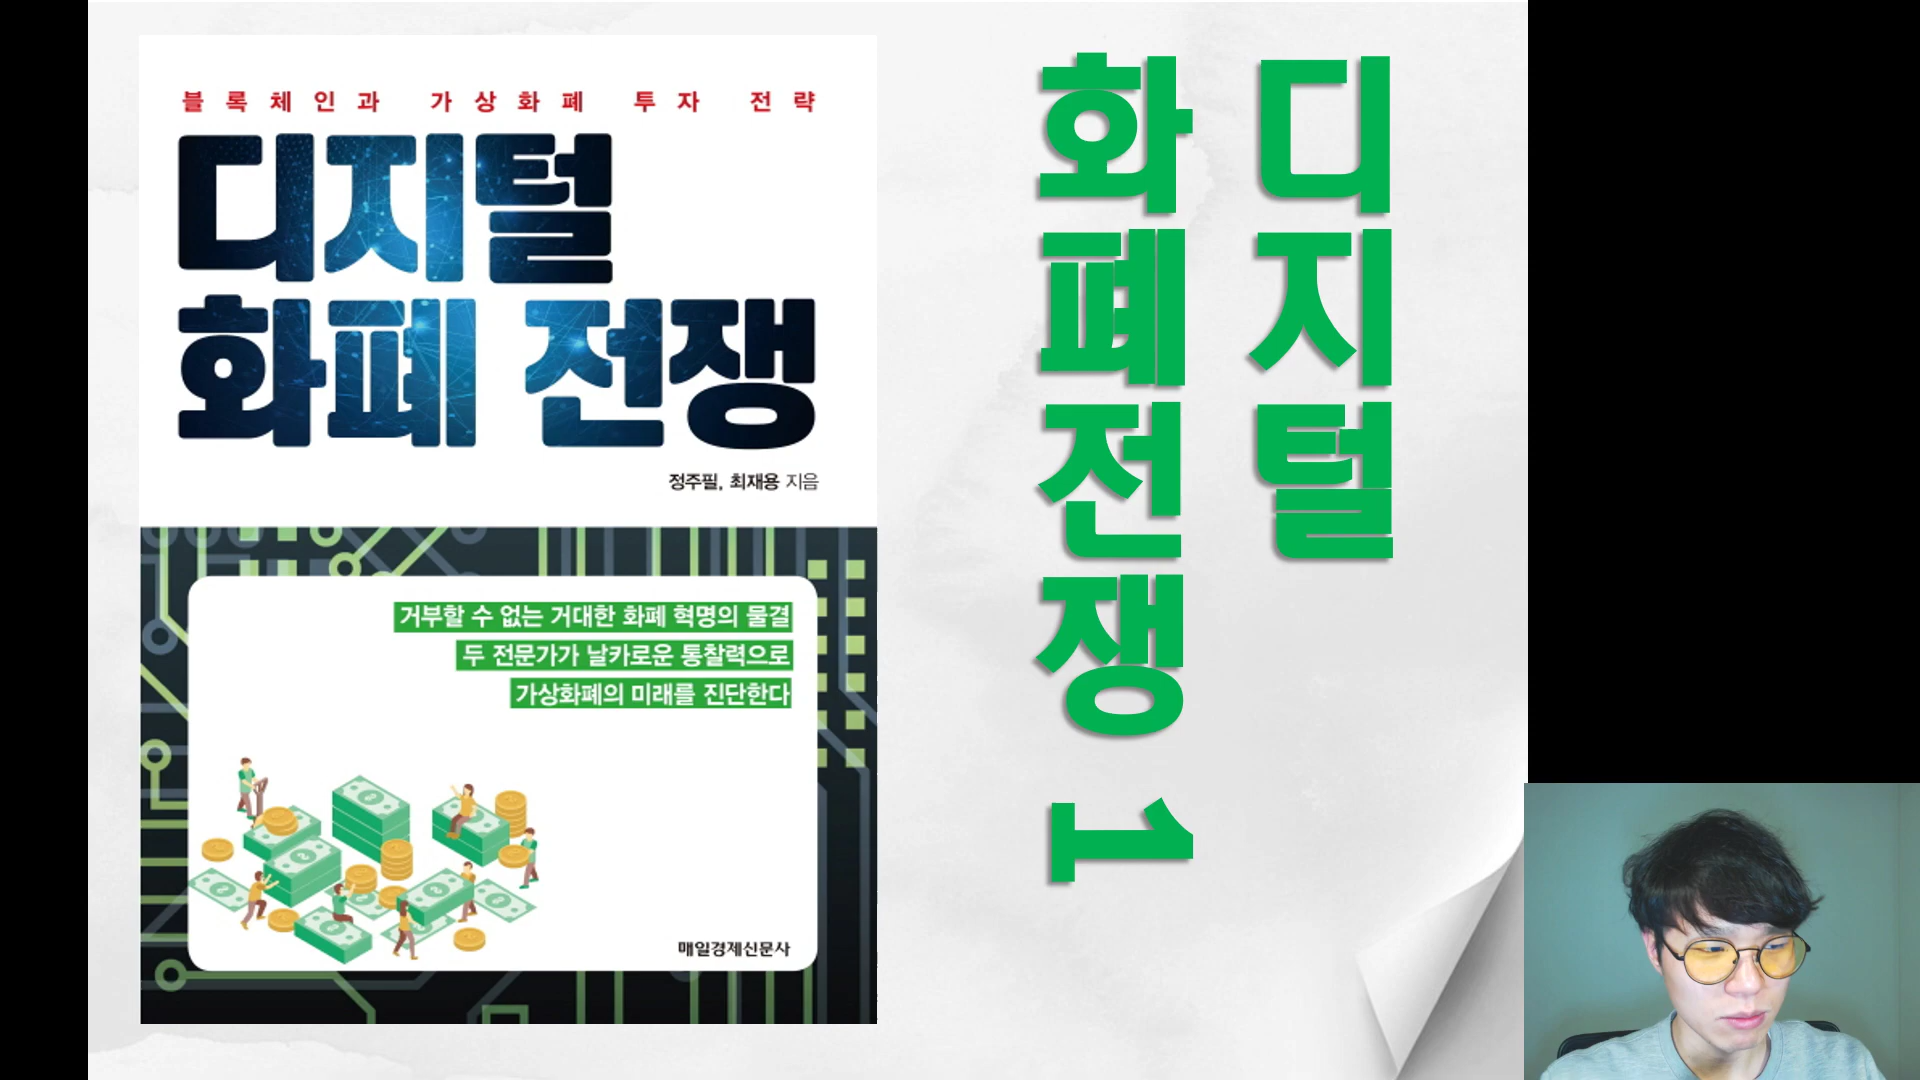 블록체인과 가상화폐 투자 전략
디지털
화폐 전쟁
정주필, 최재용 지음
거부할 수 없는 거대한 화폐 혁명의 물결
두 전문가가 날카로운 통찰력으로
가상화폐의 미래를 진단한다
매일경제신문사
디지털
화폐전쟁 1